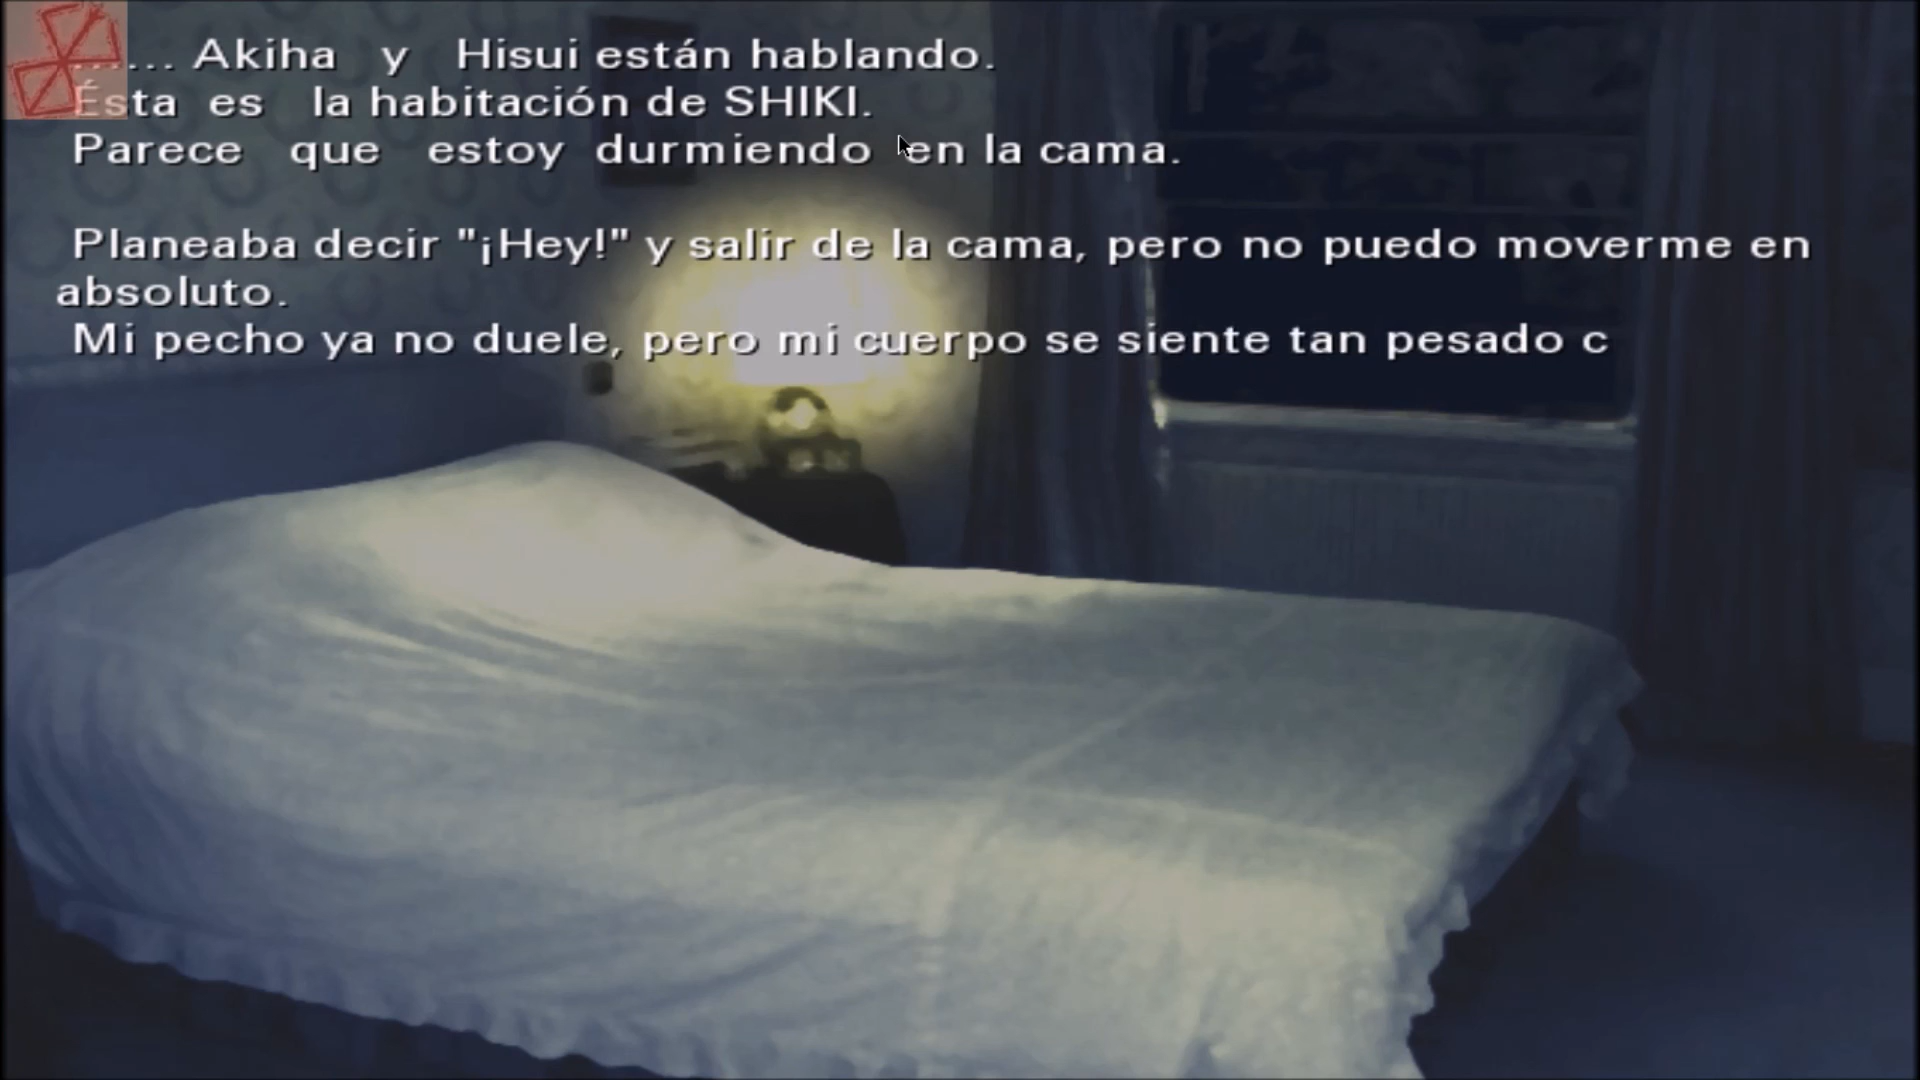 ...... Akiha y Hisui están hablando.
Ésta es la habitación de SHIKI.
Parece que estoy durmiendo en la cama.
Planeaba decir "¡Hey!" y salir de la cama, pero no puedo moverme en
absoluto.
Mi pecho ya no duele, pero mi cuerpo se siente tan pesado c